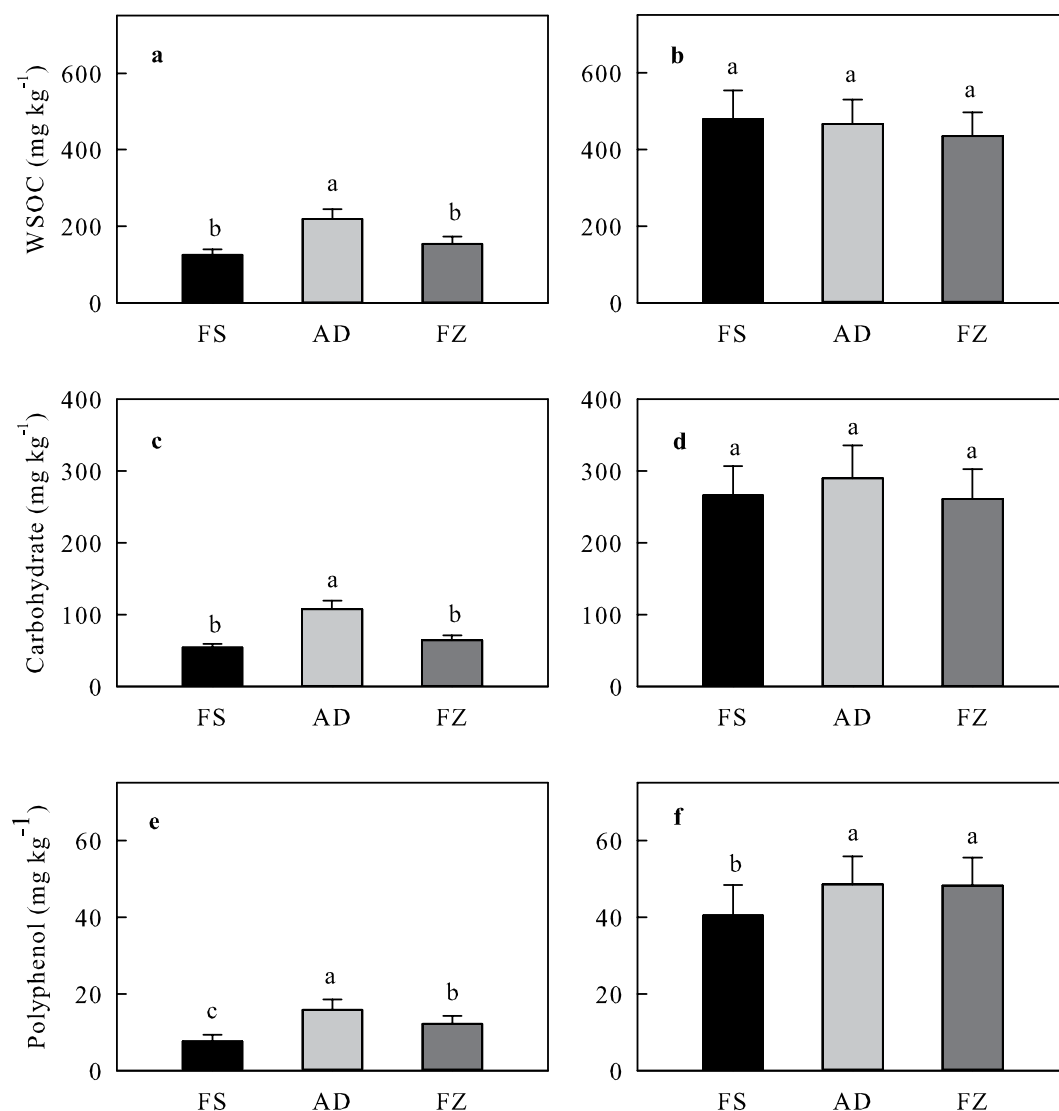 a
b
WSOC (mg kg-1)
600
400
200
0
b
a
b
FS AD FZ
600
400
200
0
a
a
a
FS AD FZ
c
d
Carbohydrate (mg kg-1)
400
300
200
100
0
b
a
b
FS AD FZ
400
300
200
100
0
a
a
a
FS AD FZ
e
f
Polyphenol (mg kg-1)
60
40
20
0
c
a
b
FS AD FZ
60
40
20
0
b
a
a
FS AD FZ